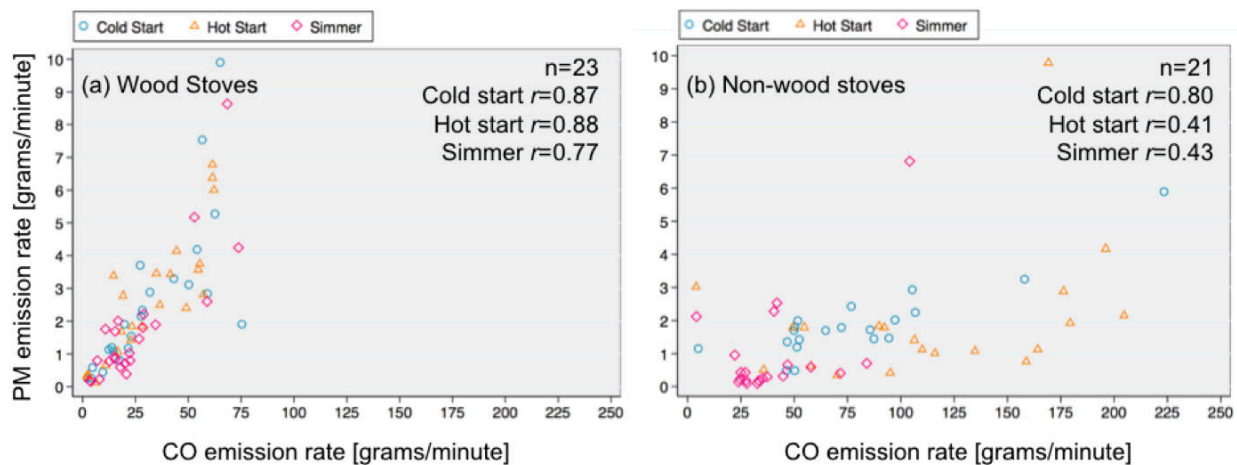 Cold Start Hot Start Simmer
Cold Start Hot Start Simmer
PM emission rate [grams/minute]
(a) Wood Stoves
n=23
Cold start r=0.87
Hot start r=0.88
Simmer r=0.77
10
9
8
7
6
5
4
3
2
1
0
0 25 50 75 100 125 150 175 200 225 250
CO emission rate [grams/minute]
(b) Non-wood stoves
n=21
Cold start r=0.80
Hot start r=0.41
Simmer r=0.43
10
9
8
7
6
5
4
3
2
1
0
0 25 50 75 100 125 150 175 200 225 250
CO emission rate [grams/minute]